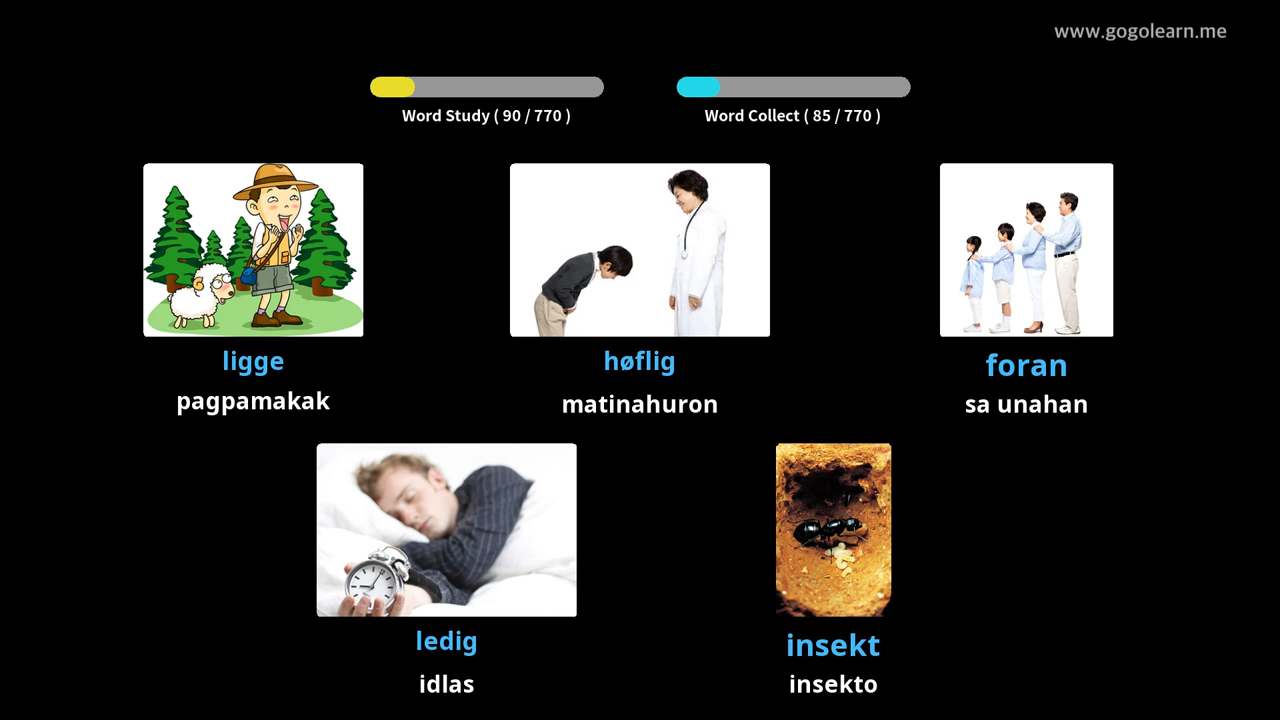 www.gogolearn.me
Word Study ( 90 / 770 )
Word Collect ( 85 / 770 )
ligge
pagpamakak
høflig
matinahuron
foran
sa unahan
ledig
idlas
insekt
insekto